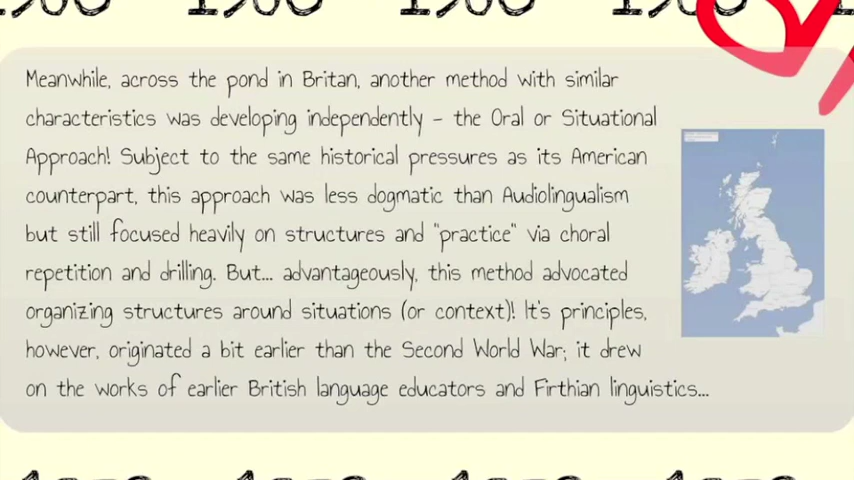 Meanwhile, across the pond in Britan, another method with similar
characteristics was developing independently - the Oral or Situational
Approach! Subject to the same historical pressures as its American
counterpart, this approach was less dogmatic than Audiolingualism
but still focused heavily on structures and "practice" via choral
repetition and drilling. But... advantageously, this method advocated
organizing structures around situations (or context)! It's principles,
however, originated a bit earlier than the Second World War; it drew
on the works of earlier British language educators and Firthian linguistics...